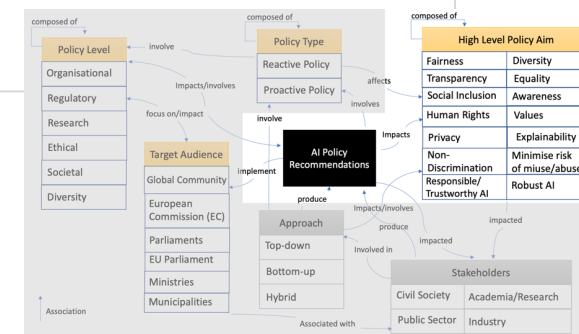 composed of
composed of
composed of
Policy Level
Organisational
Regulatory
Research
Ethical
Societal
Diversity
involve
Impacts/involves
focus on/impact
Policy Type
Reactive Policy
Proactive Policy
affects
involves
involve
High Level Policy Aim
Fairness
Diversity
Transparency
Equality
Social Inclusion
Awareness
Human Rights
Values
Privacy
Explainability
Non-
Discrimination
Minimise risk
of miuse/abuse
Responsible/
Trustworthy AI
Robust AI
Impacts
AI Policy
Recommendations
Target Audience
Global Community
European
Commission (EC)
Parliaments
EU Parliament
Ministries
Municipalities
implement
produce
Impacts/involves
produce
Impacted
impacted
Involved in
Approach
Top-down
Bottom-up
Hybrid
Stakeholders
Civil Society
Academia/Research
Public Sector
Industry
Association
Associated with